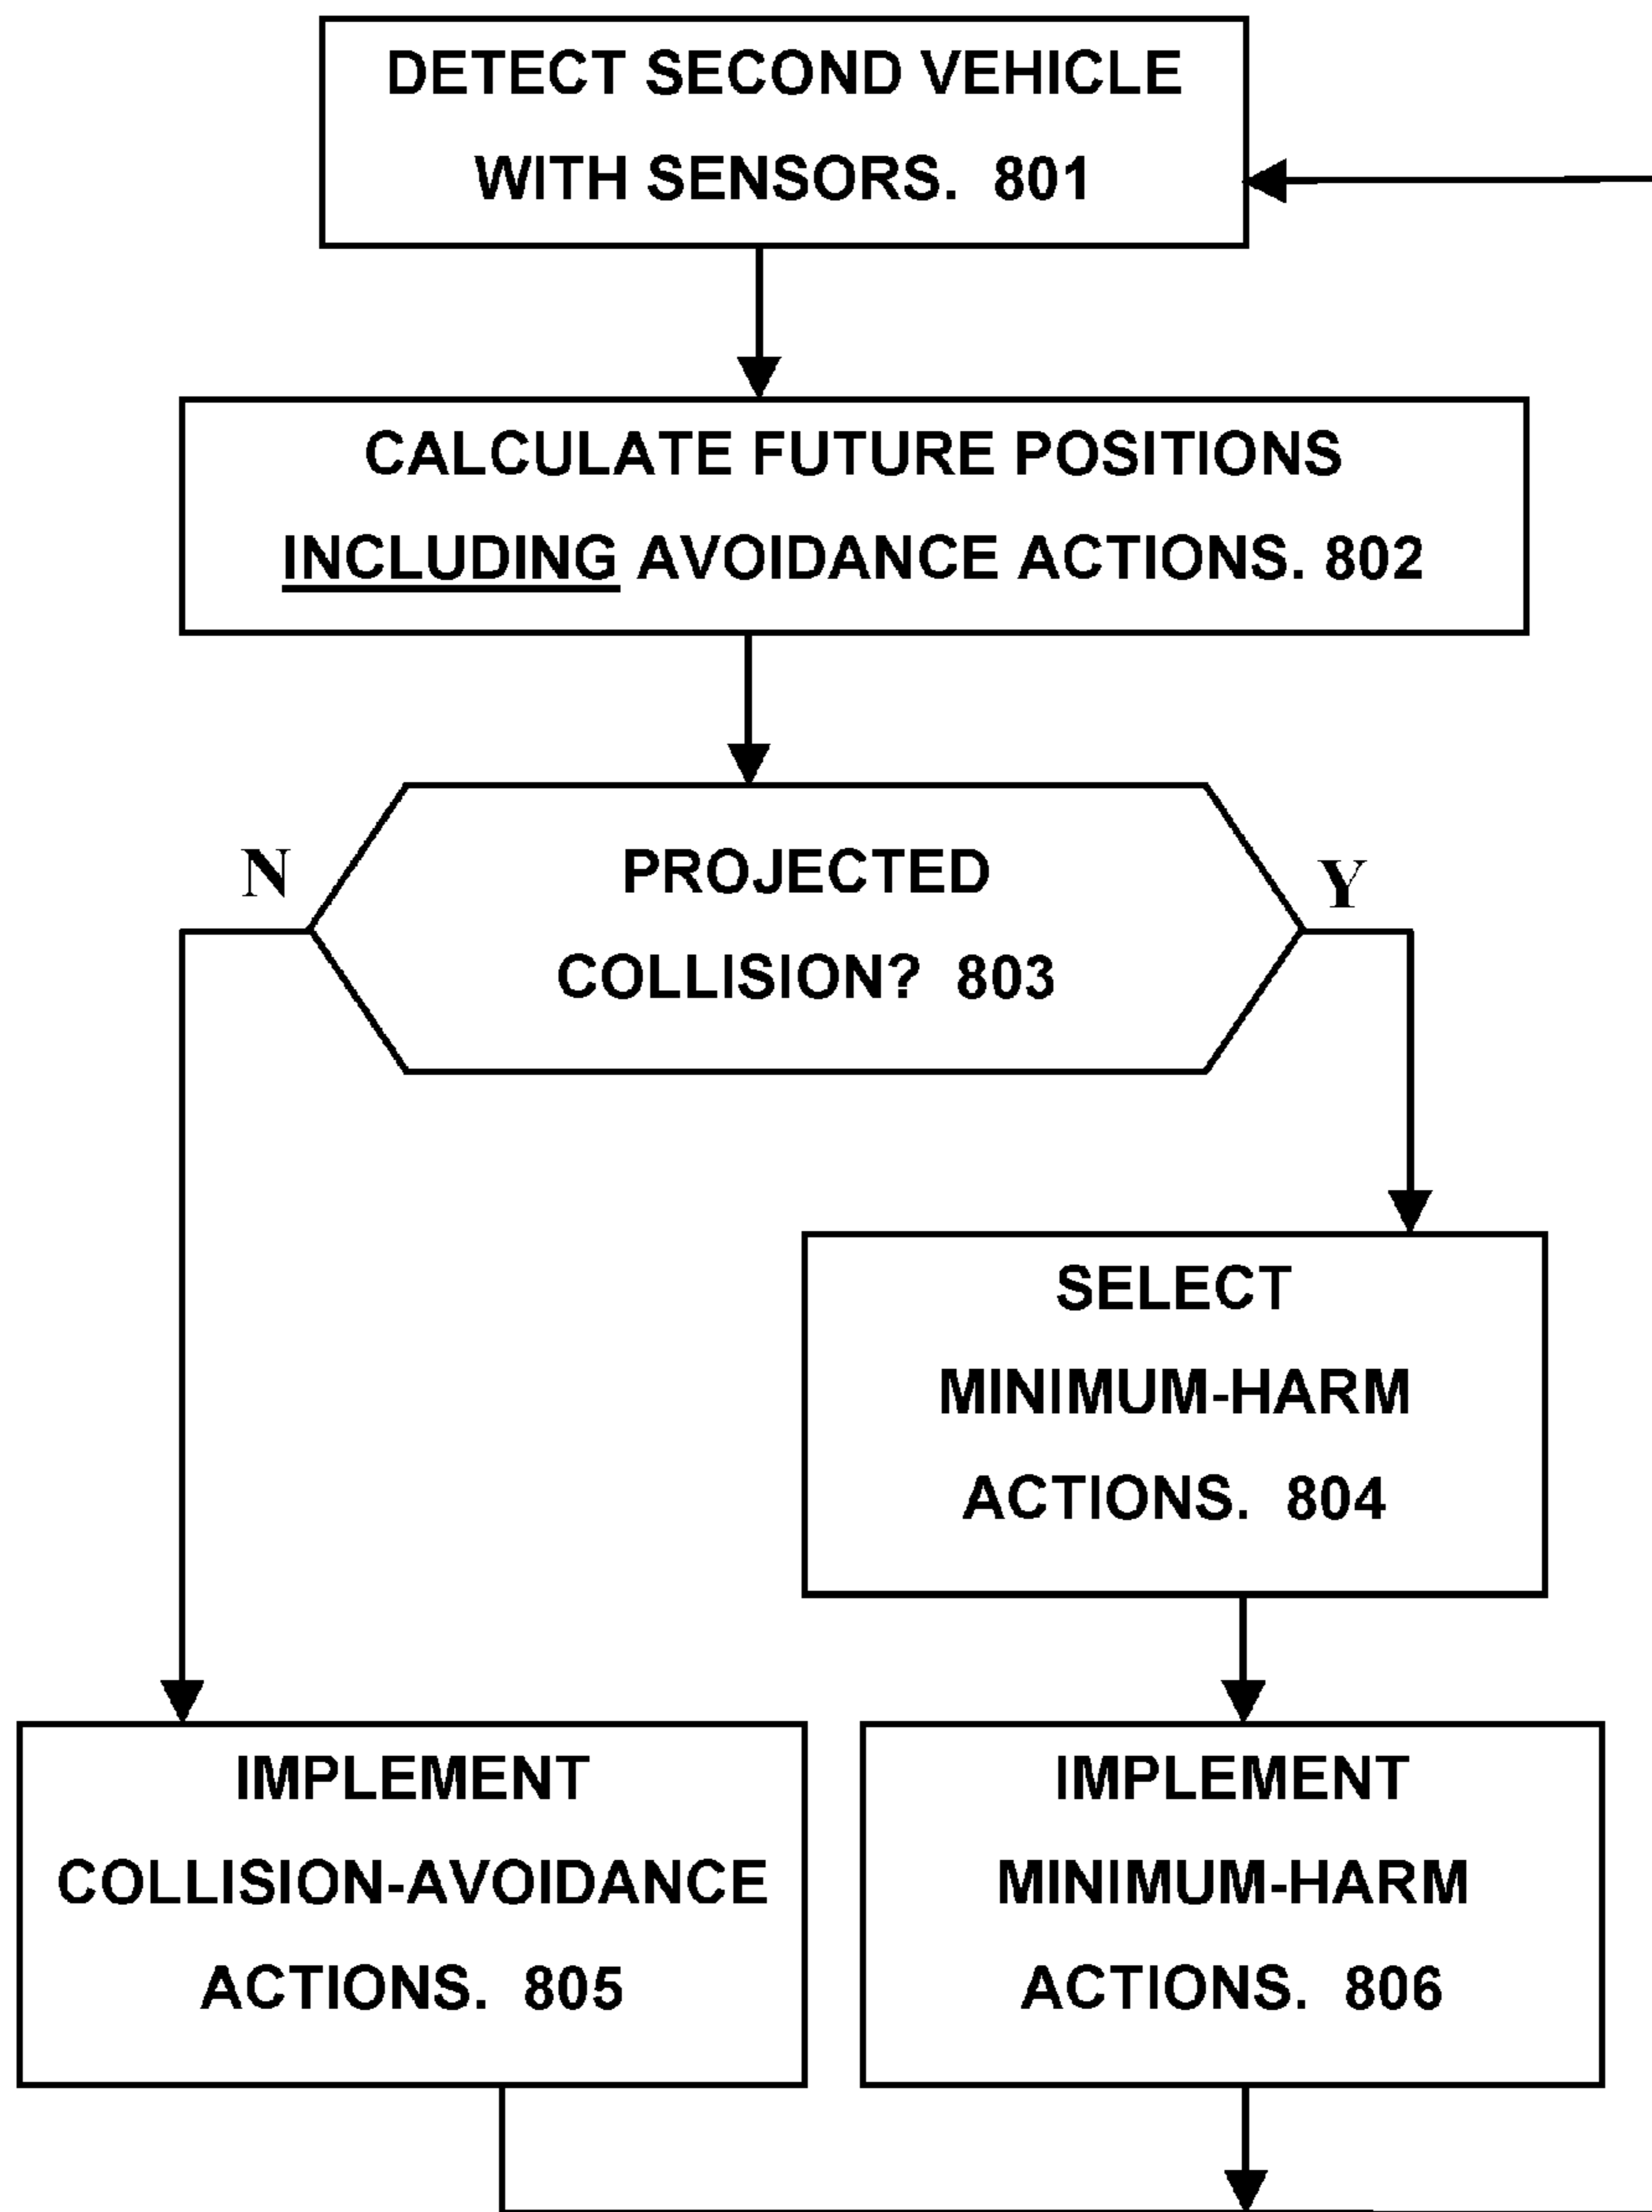 DETECT SECOND VEHICLE
WITH SENSORS. 801
CALCULATE FUTURE POSITIONS
INCLUDING AVOIDANCE ACTIONS. 802
N
PROJECTED
Y
COLLISION? 803
SELECT
MINIMUM-HARM
ACTIONS. 804
IMPLEMENT
COLLISION-AVOIDANCE
ACTIONS. 805
IMPLEMENT
MINIMUM-HARM
ACTIONS. 806